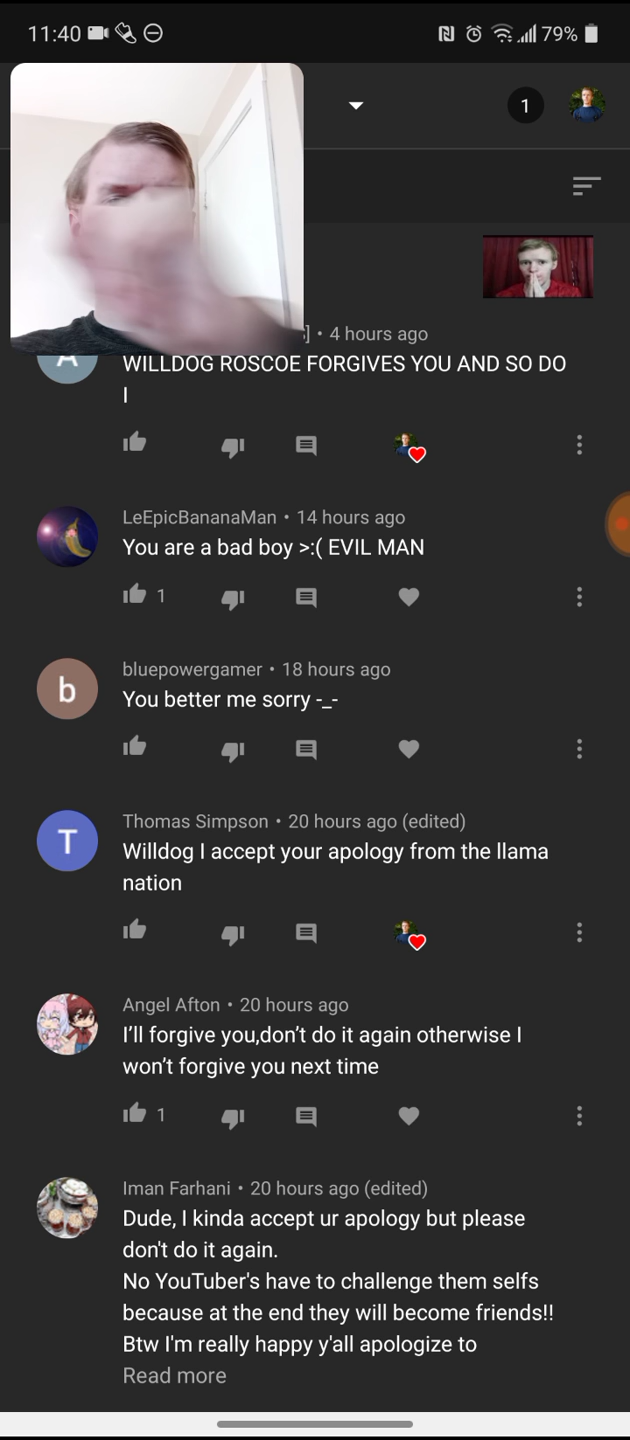 11:40
79%
1
• 4 hours ago
WILLDOG ROSCOE FORGIVES YOU AND SO DO
I
LeEpicBananaMan • 14 hours ago
You are a bad boy >:( EVIL MAN
1
b
bluepowergamer • 18 hours ago
You better me sorry -_-
T
Thomas Simpson • 20 hours ago (edited)
Willdog I accept your apology from the llama
nation
Angel Afton • 20 hours ago
I’ll forgive you,don’t do it again otherwise I
won’t forgive you next time
1
Iman Farhani • 20 hours ago (edited)
Dude, I kinda accept ur apology but please
don't do it again.
No YouTuber's have to challenge them selfs
because at the end they will become friends!!
Btw I'm really happy y'all apologize to
Read more